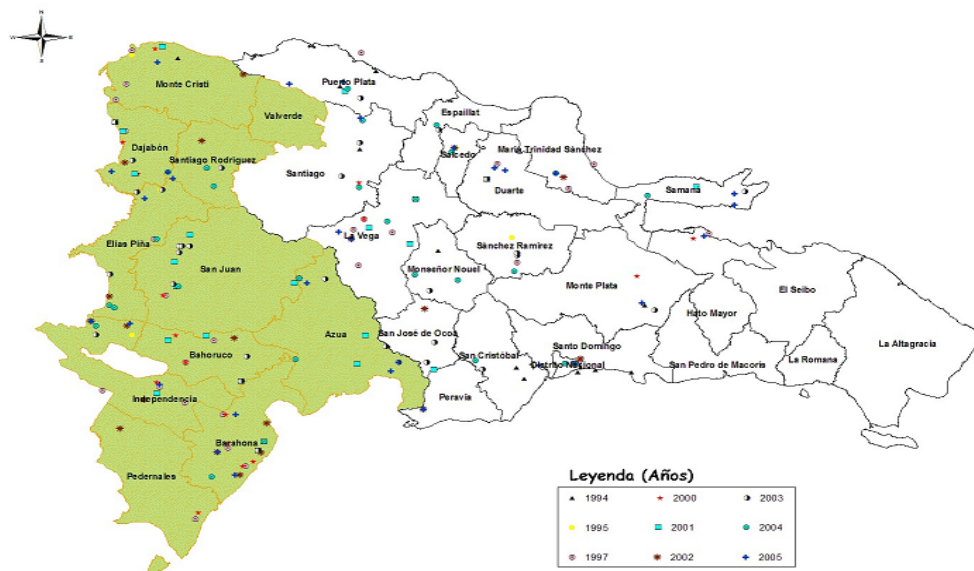 Monte Cristi
Puerto Plata
Valverde
Espaillat
Dajabón
Santiago Rodríguez
Santiago
Salcedo
María Trinidad Sánchez
Duarte
Samaná
Elías Piña
San Juan
La Vega
Sánchez Ramírez
Monseñor Nouel
Monte Plata
El Seibo
Hato Mayor
La Altagracia
Azua
San José de Ocoa
Bahoruco
San Cristóbal
Santo Domingo
Distrito Nacional
San Pedro de Macorís
La Romana
Peravia
Independencia
Barahona
Pedernales
Leyenda (Años)
1994 2000 2003
1995 2001 2004
1997 2002 2005